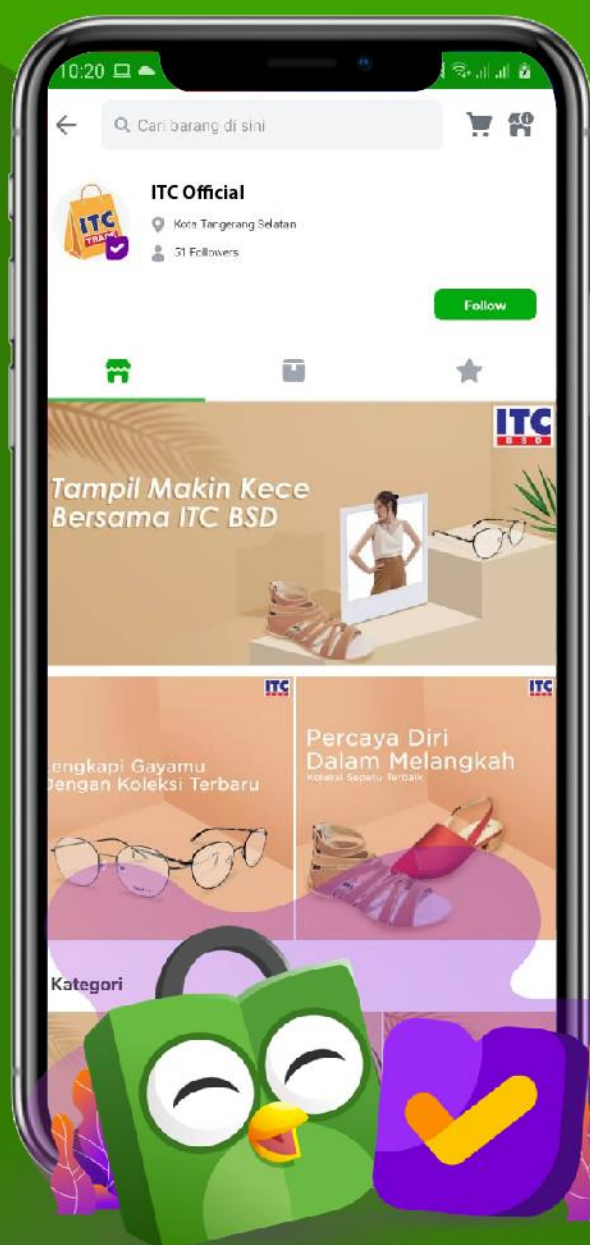 10:20
Cari barang di sini
ITC Official
Kota Tangerang Selatan
51 Followers
Follow
ITC
BSD
Tampil Makin Kece
Bersama ITC BSD
ITC
engkapi Gayamu
Dengan Koleksi Terbaru
ITC
Percaya Diri
Dalam Melangkah
Koleksi Sepatu Terbaik
Kategori